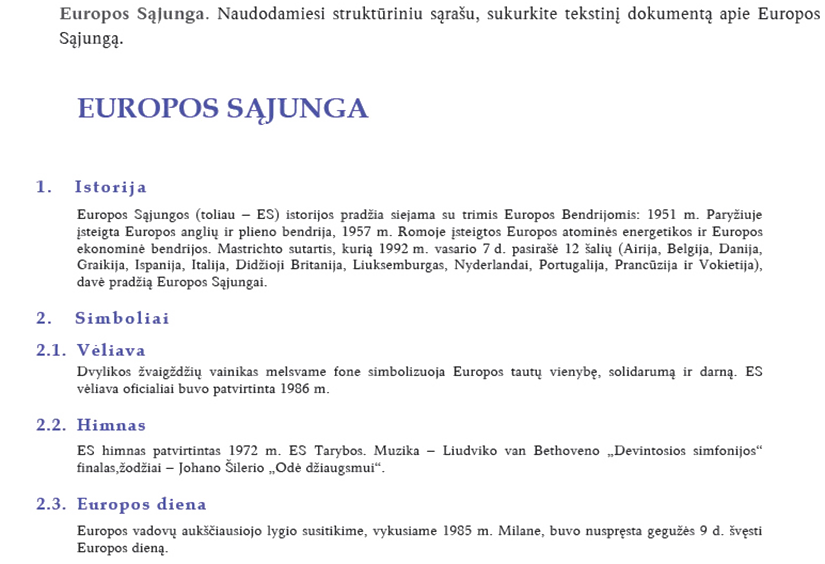 Europos Sąjunga. Naudodamiesi struktūriniu sąrašu, sukurkite tekstinį dokumentą apie Europos
Sąjungą.
EUROPOS SĄJUNGA
1. Istorija
Europos Sąjungos (toliau – ES) istorijos pradžia siejama su trimis Europos Bendrijomis: 1951 m. Paryžiuje
įsteigta Europos anglių ir plieno bendrija, 1957 m. Romoje įsteigtos Europos atominės energetikos ir Europos
ekonominė bendrijos. Mastrichto sutartis, kurią 1992 m. vasario 7 d. pasirašė 12 šalių (Airija, Belgija, Danija,
Graikija, Ispanija, Italija, Didžioji Britanija, Liuksemburgas, Nyderlandai, Portugalija, Prancūzija ir Vokietija),
davė pradžią Europos Sąjungai.
2. Simboliai
2.1. Vėliava
Dvylikos žvaigždžių vainikas melsvame fone simbolizuoja Europos tautų vienybę, solidarumą ir darną. ES
vėliava oficialiai buvo patvirtinta 1986 m.
2.2. Himnas
ES himnas patvirtintas 1972 m. ES Tarybos. Muzika – Liudviko van Bethoveno „Devintosios simfonijos“
finalas,žodžiai – Johano Šilerio „Odė džiaugsmui“.
2.3. Europos diena
Europos vadovų aukščiausiojo lygio susitikime, vykusiame 1985 m. Milane, buvo nuspręsta gegužės 9 d. švęsti
Europos dieną.